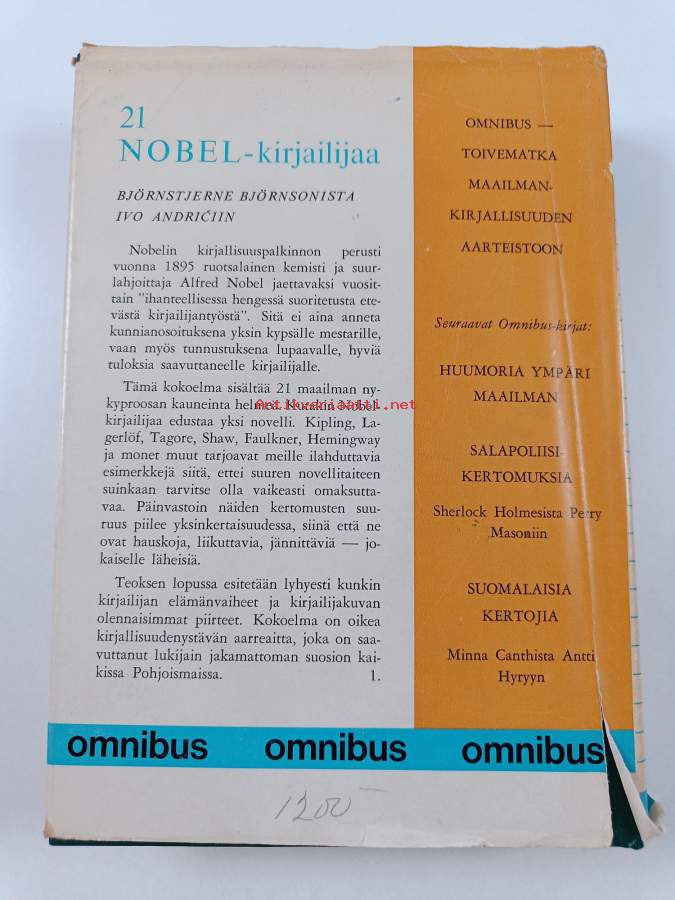 21
NOBEL-kirjailijaa
BJÖRNSTJERNE BJÖRNSONISTA
IVO ANDRIĆIIN
Nobelin kirjallisuuspalkinnon perusti
vuonna 1895 ruotsalainen kemisti ja suur-
lahjoittaja Alfred Nobel jaettavaksi vuosit-
tain "ihanteellisessa hengessä suoritetusta ete-
västä kirjailijantyöstä". Sitä ei aina anneta
kunnianosoituksena yksin kypsälle mestarille,
vaan myös tunnustuksena lupaavalle, hyviä
tuloksia saavuttaneelle kirjailijalle.
Tämä kokoelma sisältää 21 maailman ny-
kyproosan kauneinta helmeä. Kutakin Nobel-
kirjailijaa edustaa yksi novelli. Kipling, La-
gerlöf, Tagore, Shaw, Faulkner, Hemingway
ja monet muut tarjoavat meille ilahduttavia
esimerkkejä siitä, ettei suuren novellitaiteen
suinkaan tarvitse olla vaikeasti omaksutta-
vaa. Päinvastoin näiden kertomusten suu-
ruus piilee yksinkertaisuudessa, siinä että ne
ovat hauskoja, liikuttavia, jännittäviä — jo-
kaiselle läheisiä.
Teoksen lopussa esitetään lyhyesti kunkin
kirjailijan elämänvaiheet ja kirjailijakuvan
olennaisimmat piirteet. Kokoelma on oikea
kirjallisuudenystävän aarreaitta, joka on saa-
vuttanut lukijain jakamattoman suosion kai-
kissa Pohjoismaissa. 1.
OMNIBUS —
TOIVEMATKA
MAAILMAN-
KIRJALLISUUDEN
AARTEISTOON
Seuraavat Omnibus-kirjat:
HUUMORIA YMPÄRI
MAAILMAN
SALAPOLIISI-
KERTOMUKSIA
Sherlock Holmesista Perry
Masoniin
SUOMALAISIA
KERTOJIA
Minna Canthista Antti
Hyryyn
omnibus omnibus omnibus
1200
Antikvariaatti.net